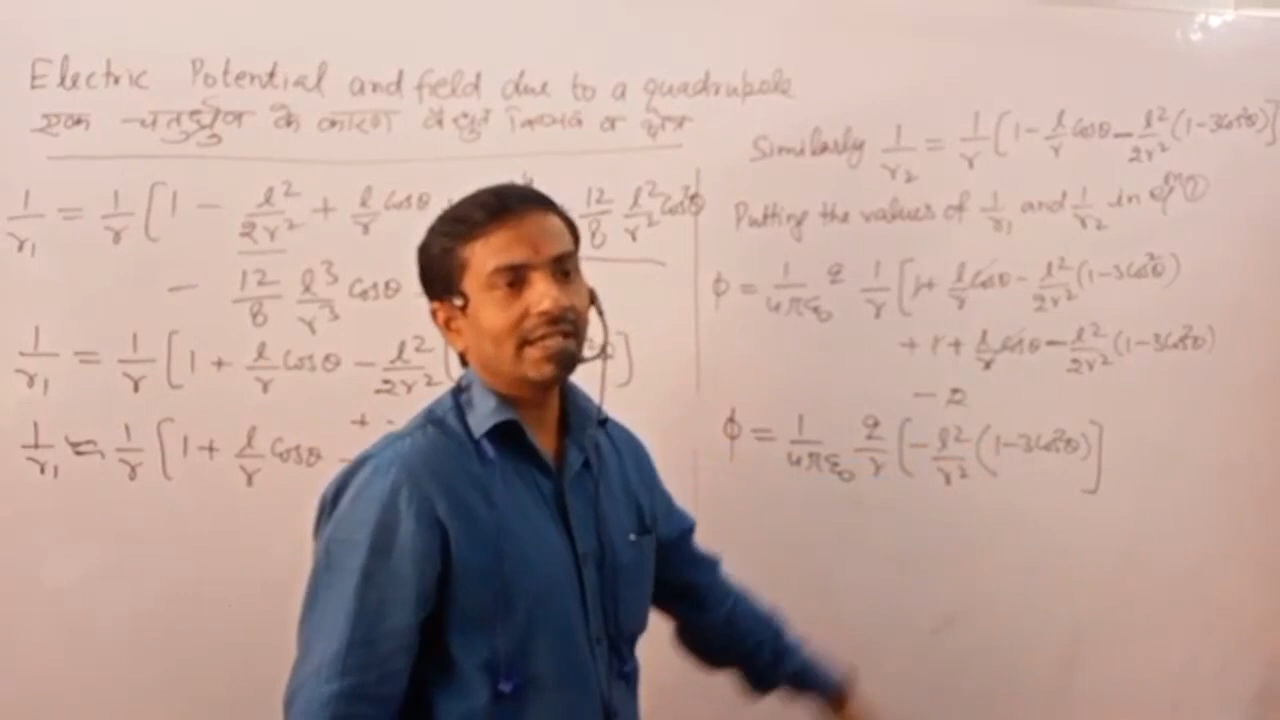 Electric Potential and field due to a quadrupole
एक चतुर्ध्रुव के कारण वैद्युत विभव व क्षेत्र
1/r₁ = 1/r [1 - l²/2r² + l/r cosθ 12/8 l²/r² cos²θ
- 12/8 l³/r³ cosθ
1/r₁ = 1/r [1 + l/r cosθ - l²/2r² ( ]
+ -
1/r₁ ≈ 1/r [1 + l/r cosθ -
Similarly 1/r₂ = 1/r [1 - l/r cosθ - l²/2r² (1-3cos²θ)]
Putting the values of 1/r₁ and 1/r₂ in eqⁿ ①
ϕ = 1/4πε₀ q 1/r [1 + l/r cosθ - l²/2r² (1-3cos²θ)
+ 1 + l/r cosθ - l²/2r² (1-3cos²θ)
- 2
ϕ = 1/4πε₀ q/r [- l²/r² (1-3cos²θ)]